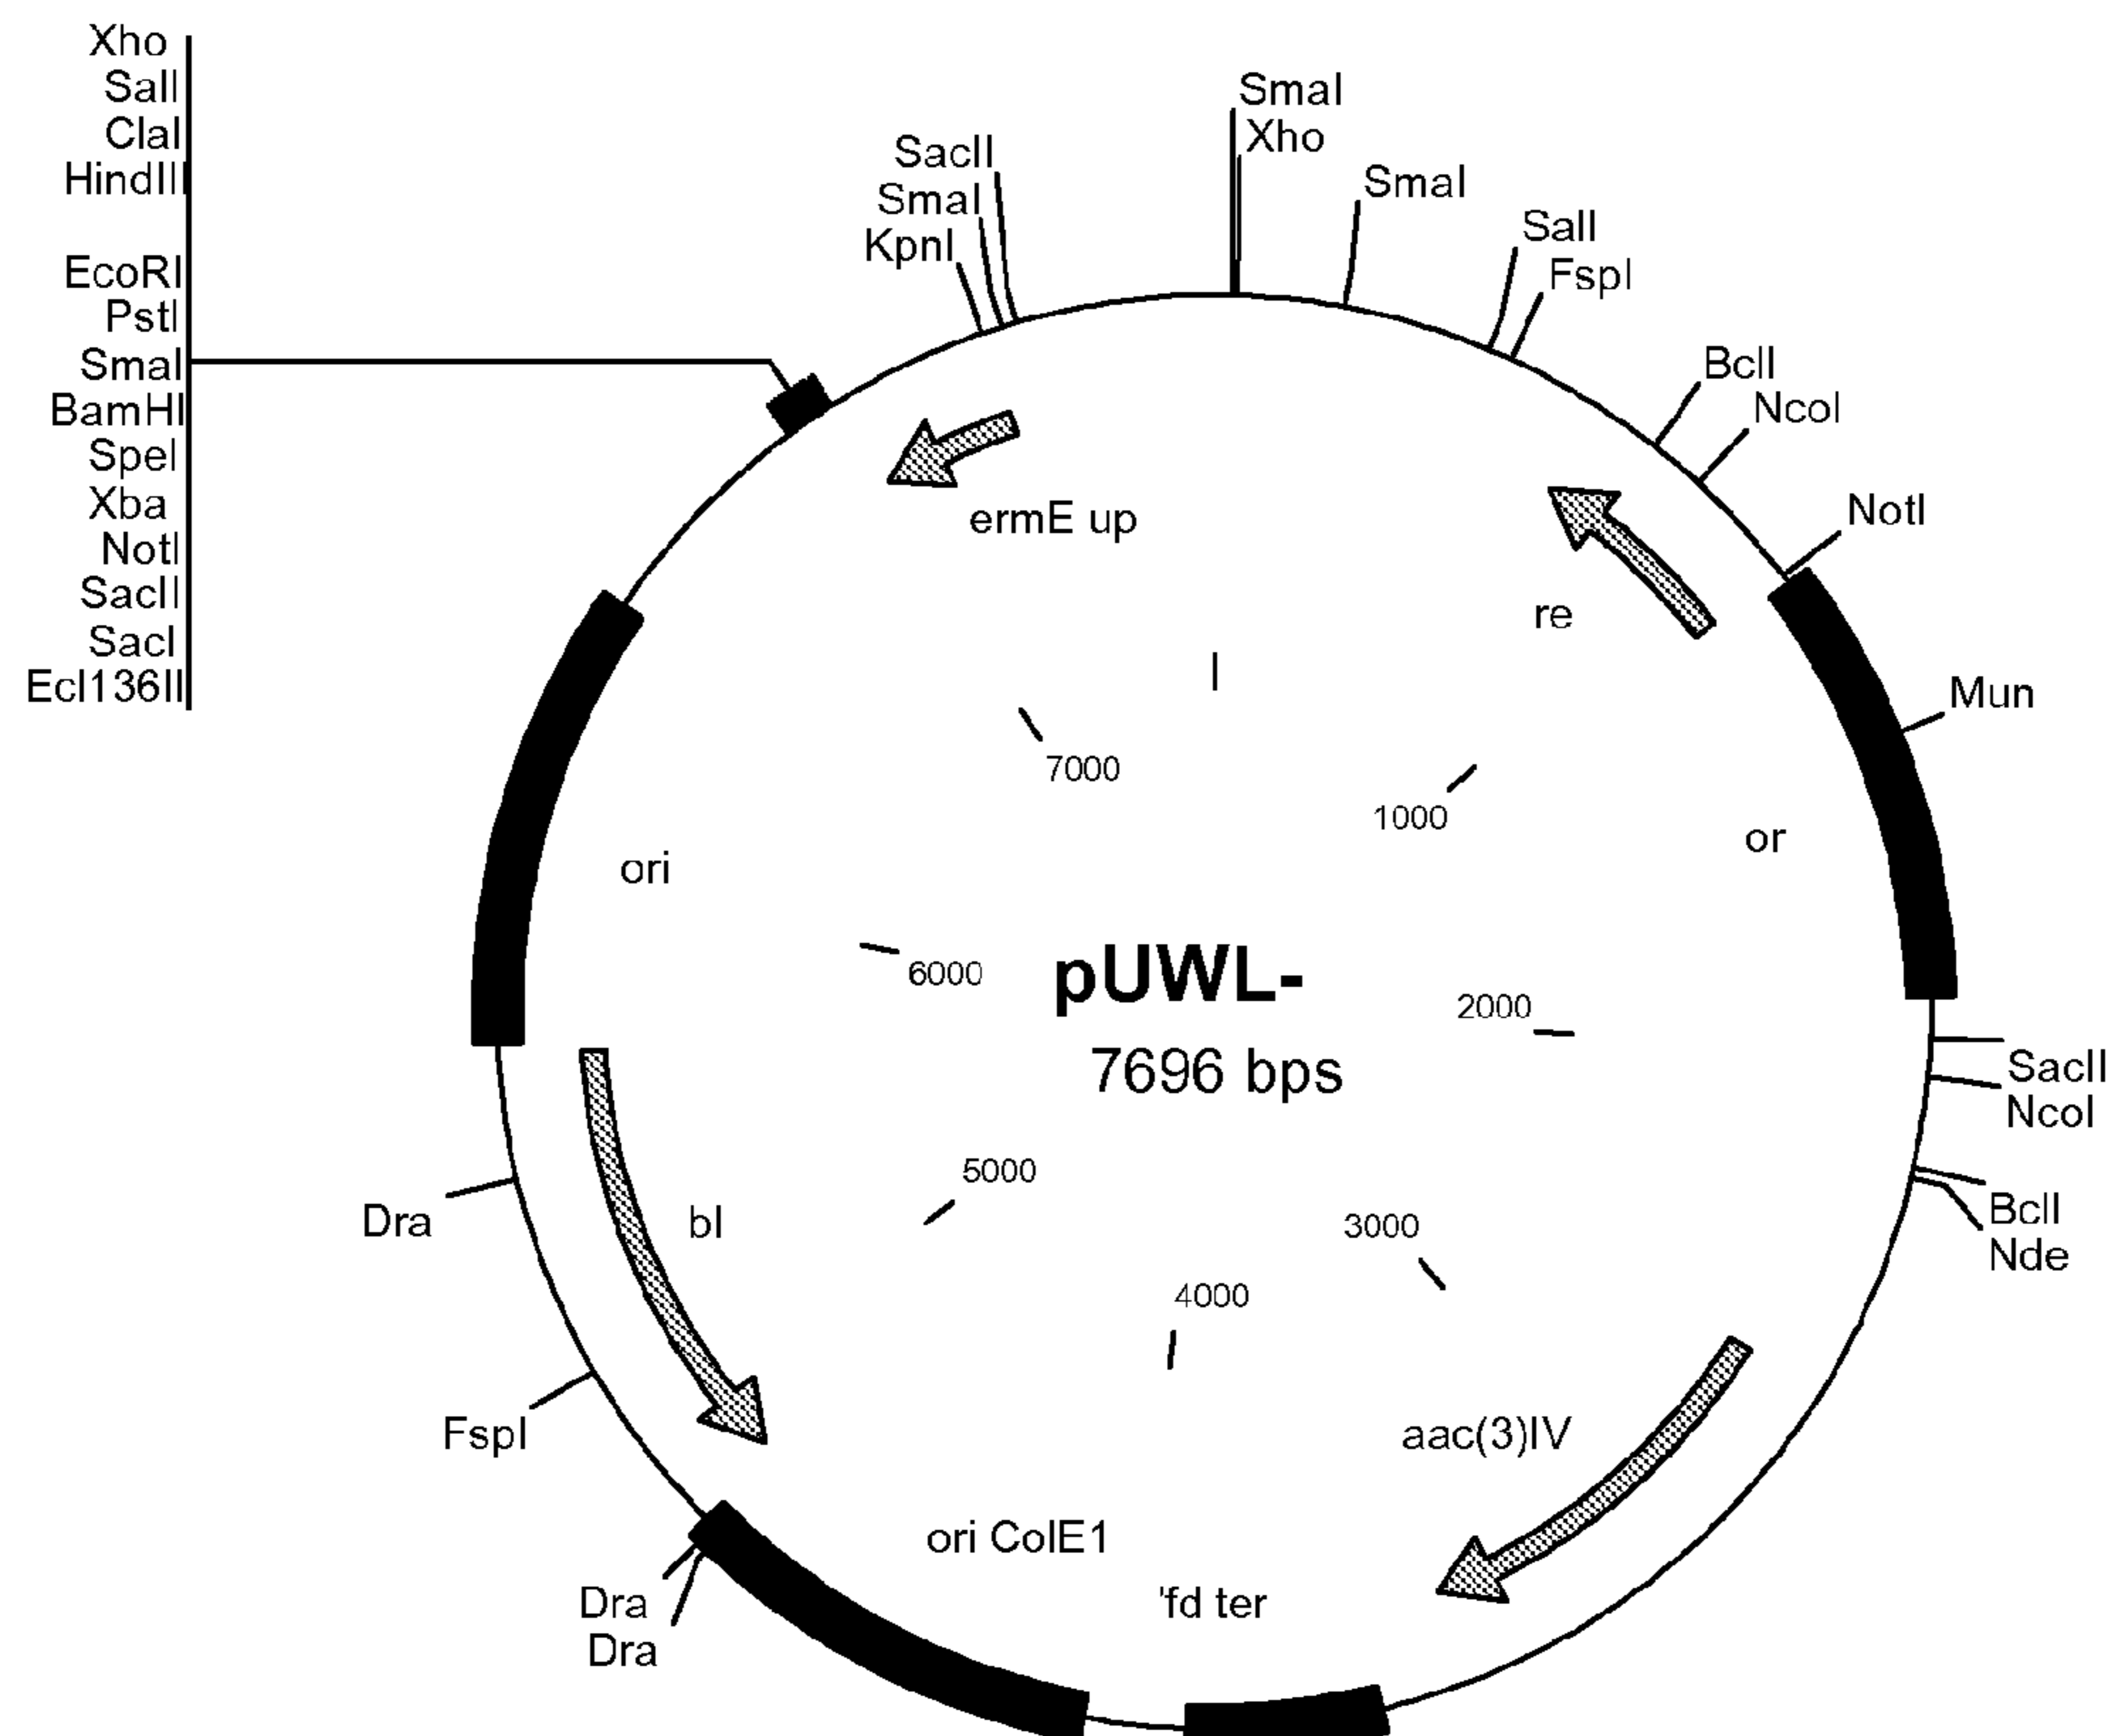 Xho
SalI
ClaI
HindIII
EcoRI
PstI
SmaI
BamHI
SpeI
Xba
NotI
SacII
SacI
Ecl136II
SacII
SmaI
KpnI
SmaI
Xho
SmaI
SalI
FspI
BclI
NcoI
NotI
Mun
SacII
NcoI
BclI
Nde
ermE up
re
or
ori
7000
1000
6000
2000
pUWL-
7696 bps
5000
3000
4000
bl
aac(3)IV
ori ColE1
'fd ter
Dra
FspI
Dra
Dra